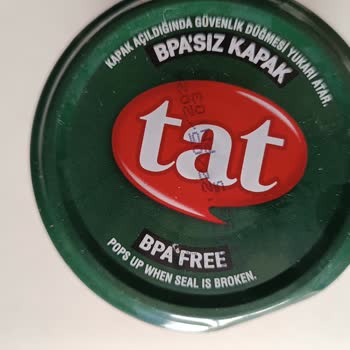 KAPAK AÇILDIĞINDA GÜVENLİK DÜĞMESİ YUKARI ATAR.
BPA'SIZ KAPAK
tat
BPA FREE
POPS UP WHEN SEAL IS BROKEN.